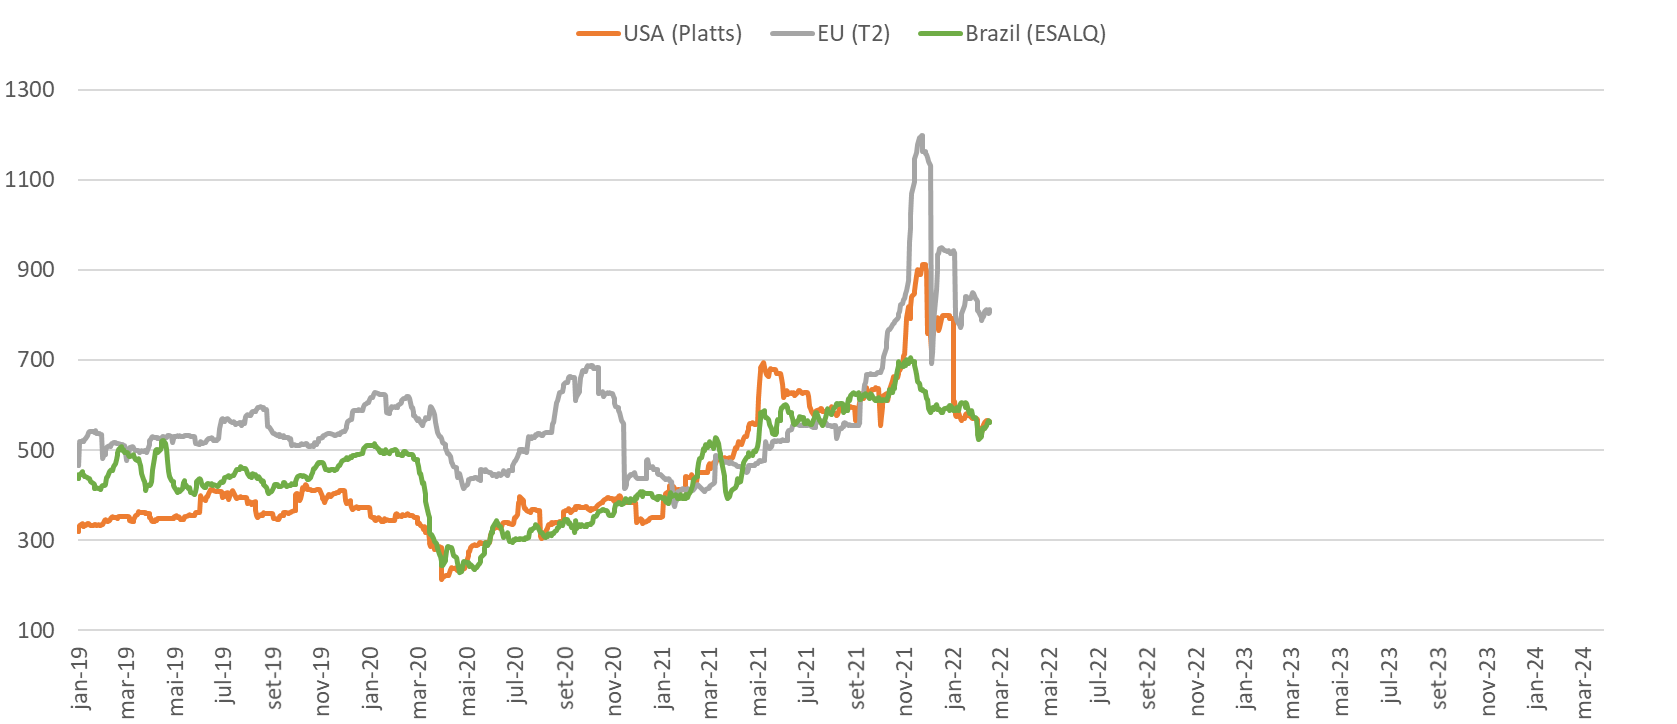 USA (Platts) EU (T2) Brazil (ESALQ)
1300
1100
900
700
500
300
100
jan-19
mar-19
mai-19
jul-19
set-19
nov-19
jan-20
mar-20
mai-20
jul-20
set-20
nov-20
jan-21
mar-21
mai-21
jul-21
set-21
nov-21
jan-22
mar-22
mai-22
jul-22
set-22
nov-22
jan-23
mar-23
mai-23
jul-23
set-23
nov-23
jan-24
mar-24